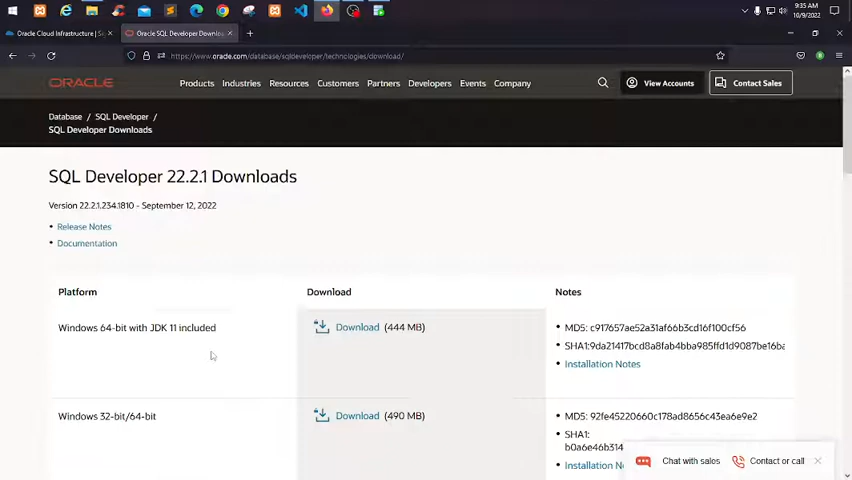 9:35 AM
10/9/2022
Oracle Cloud Infrastructure | S
Oracle SQL Developer Downloa
https://www.oracle.com/database/sqldeveloper/technologies/download/
ORACLE
Products Industries Resources Customers Partners Developers Events Company View Accounts Contact Sales
Database / SQL Developer /
SQL Developer Downloads
SQL Developer 22.2.1 Downloads
Version 22.2.1.234.1810 - September 12, 2022
• Release Notes
• Documentation
Platform Download Notes
Windows 64-bit with JDK 11 included Download (444 MB) • MD5: c917657ae52a31af66b3cd16f100cf56
• SHA1:9da21417bcd8a8fab4bba985ffd1d9087be16ba
• Installation Notes
Windows 32-bit/64-bit Download (490 MB) • MD5: 92fe45220660c178ad8656c43ea6e9e2
• SHA1:
b0a6e46b314
• Installation N
Chat with sales Contact or call